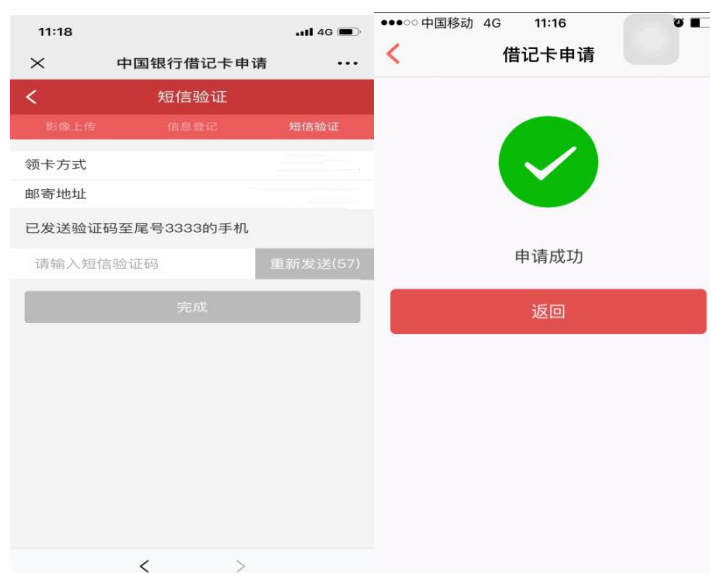 11:18
4G
中国银行借记卡申请
短信验证
影像上传
信息登记
短信验证
领卡方式
邮寄地址
已发送验证码至尾号3333的手机
请输入短信验证码
重新发送(57)
完成
中国移动 4G 11:16
借记卡申请
申请成功
返回